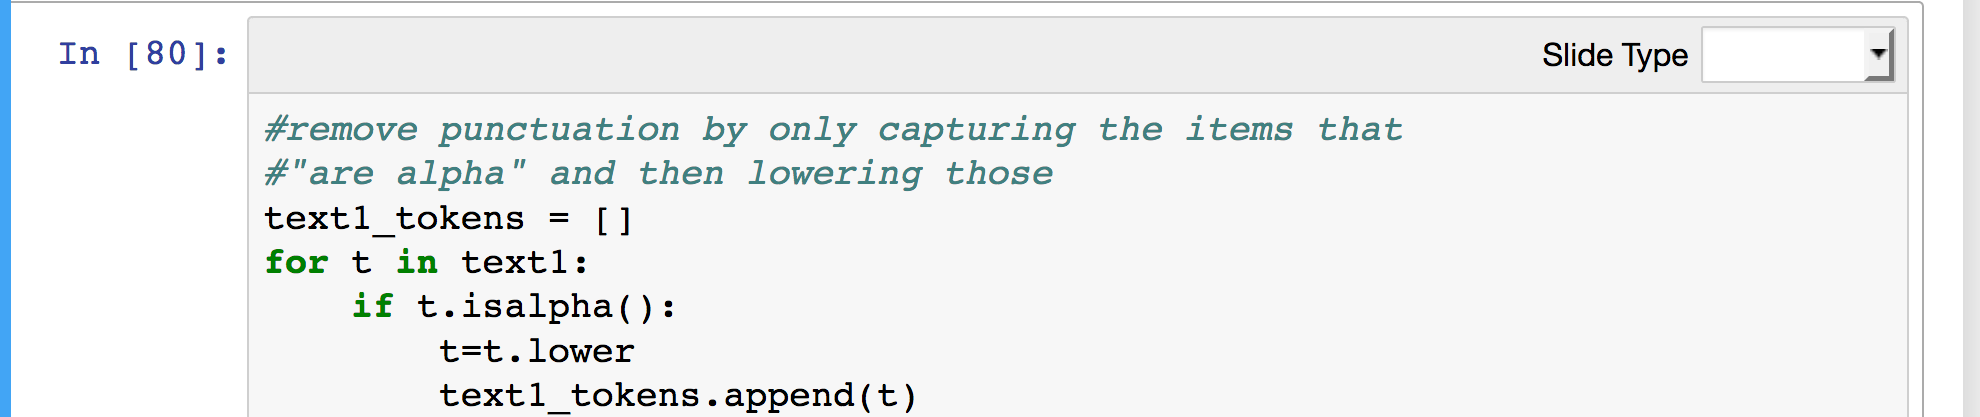 In [80]:
Slide Type
#remove punctuation by only capturing the items that
#"are alpha" and then lowering those
text1_tokens = []
for t in text1:
    if t.isalpha():
        t=t.lower
        text1_tokens.append(t)